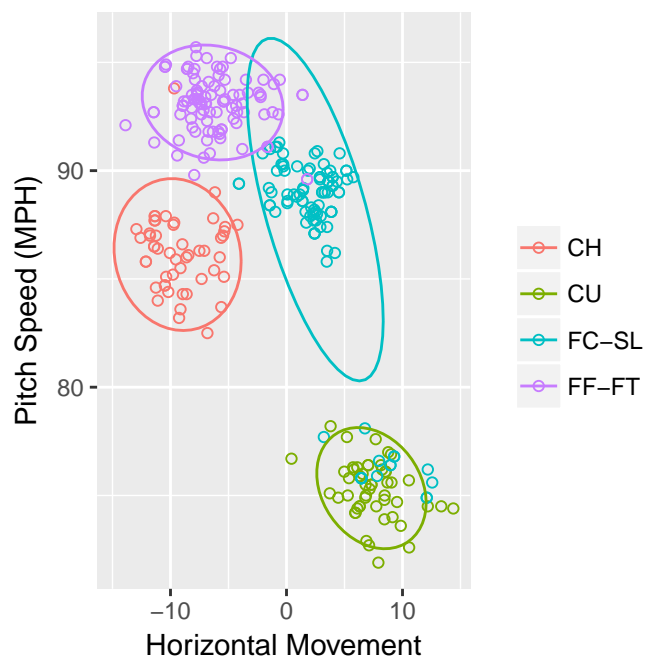 Pitch Speed (MPH)
90
80
−10 0 10
Horizontal Movement
CH
CU
FC−SL
FF−FT